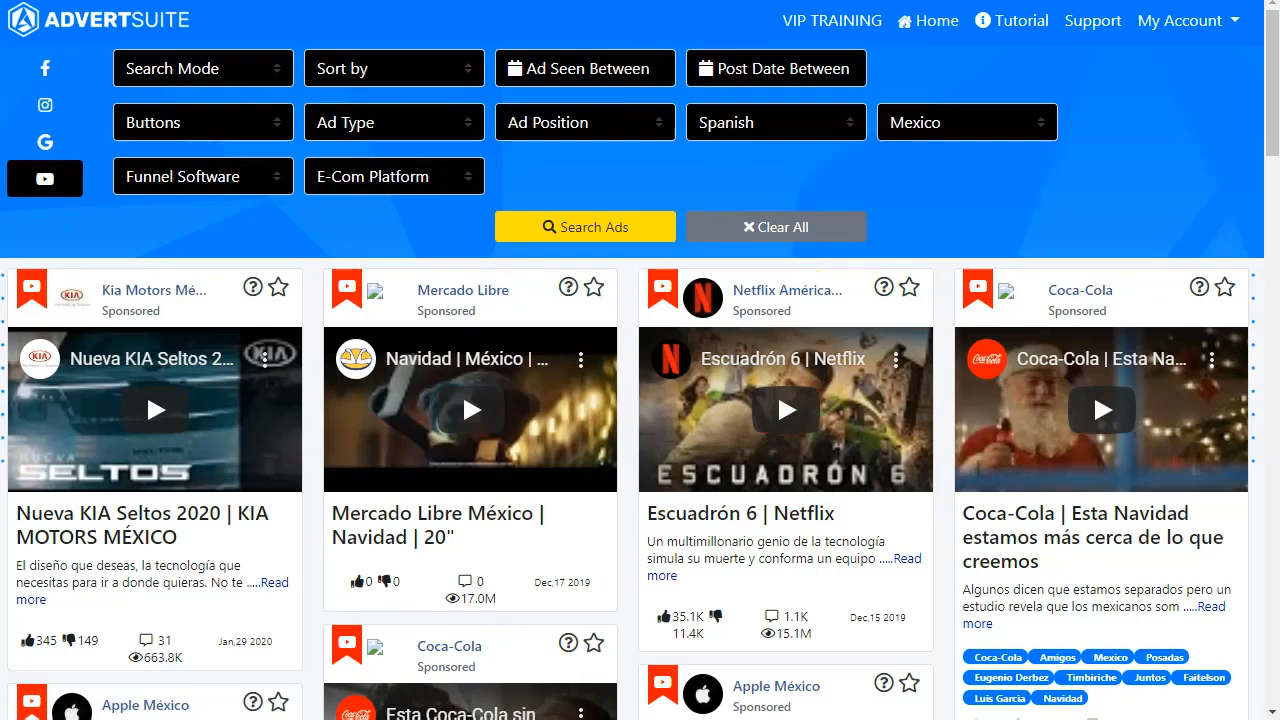 ADVERTSUITE
VIP TRAINING Home Tutorial Support My Account
Search Mode Sort by Ad Seen Between Post Date Between
Buttons Ad Type Ad Position Spanish Mexico
Funnel Software E-Com Platform
Search Ads Clear All
Kia Motors Mé...
Sponsored
KIA
Nueva KIA Seltos 2...
KIA
NUEVA
SELTOS
Nueva KIA Seltos 2020 | KIA
MOTORS MÉXICO
El diseño que deseas, la tecnología que
necesitas para ir a donde quieras. No te .....Read
more
345 149 31 Jan,29 2020
663.8K
Apple México
Mercado Libre
Sponsored
Navidad | México | ...
Mercado Libre México |
Navidad | 20"
0 0 0 Dec,17 2019
17.0M
Coca-Cola
Sponsored
Esta Coca-Cola sin
Netflix América...
Sponsored
Escuadrón 6 | Netflix
ESCUADRÓN 6
Escuadrón 6 | Netflix
Un multimillonario genio de la tecnología
simula su muerte y conforma un equipo .....Read
more
35.1K 1.1K Dec,15 2019
11.4K 15.1M
Apple México
Sponsored
Coca-Cola
Sponsored
Coca-Cola
Coca-Cola | Esta Na...
Coca-Cola | Esta Navidad
estamos más cerca de lo que
creemos
Algunos dicen que estamos separados pero un
estudio revela que los mexicanos som .....Read
more
Coca-Cola Amigos Mexico Posadas
Eugenio Derbez Timbiriche Juntos Faitelson
Luis Garcia Navidad